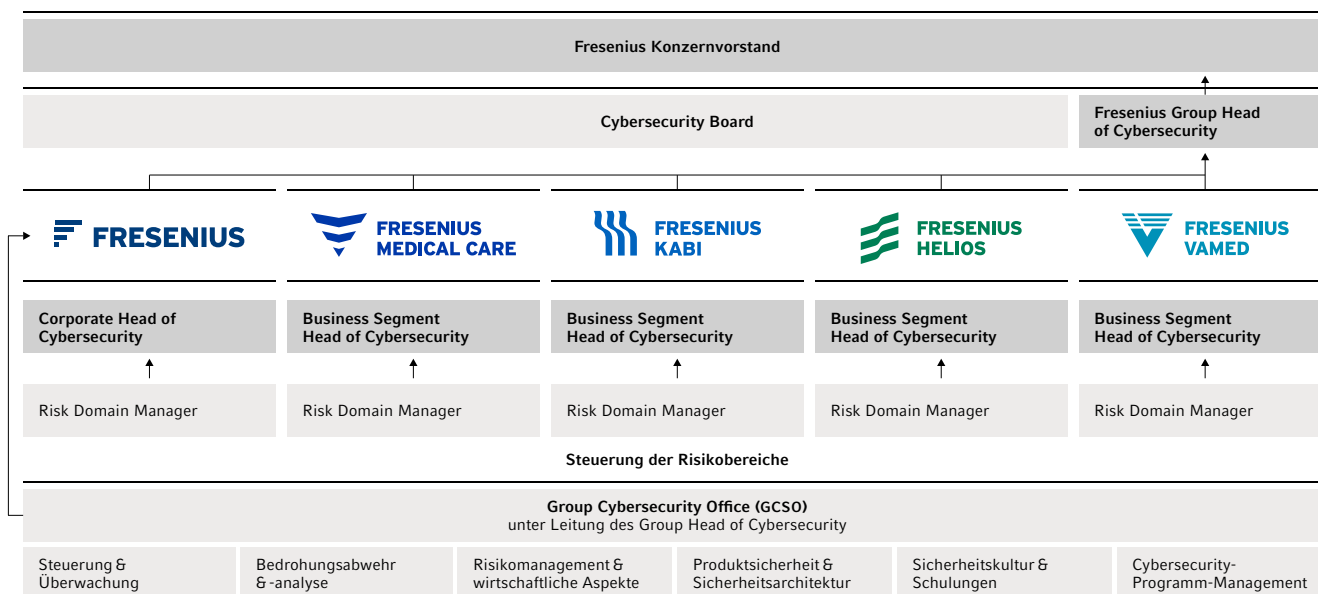 Fresenius Konzernvorstand
Cybersecurity Board
Fresenius Group Head
of Cybersecurity
FRESENIUS
FRESENIUS
MEDICAL CARE
FRESENIUS
KABI
FRESENIUS
HELIOS
FRESENIUS
VAMED
Corporate Head of
Cybersecurity
Business Segment
Head of Cybersecurity
Business Segment
Head of Cybersecurity
Business Segment
Head of Cybersecurity
Business Segment
Head of Cybersecurity
Risk Domain Manager
Risk Domain Manager
Risk Domain Manager
Risk Domain Manager
Risk Domain Manager
Steuerung der Risikobereiche
Group Cybersecurity Office (GCSO)
unter Leitung des Group Head of Cybersecurity
Steuerung &
Überwachung
Bedrohungsabwehr
& -analyse
Risikomanagement &
wirtschaftliche Aspekte
Produktsicherheit &
Sicherheitsarchitektur
Sicherheitskultur &
Schulungen
Cybersecurity-
Programm-Management